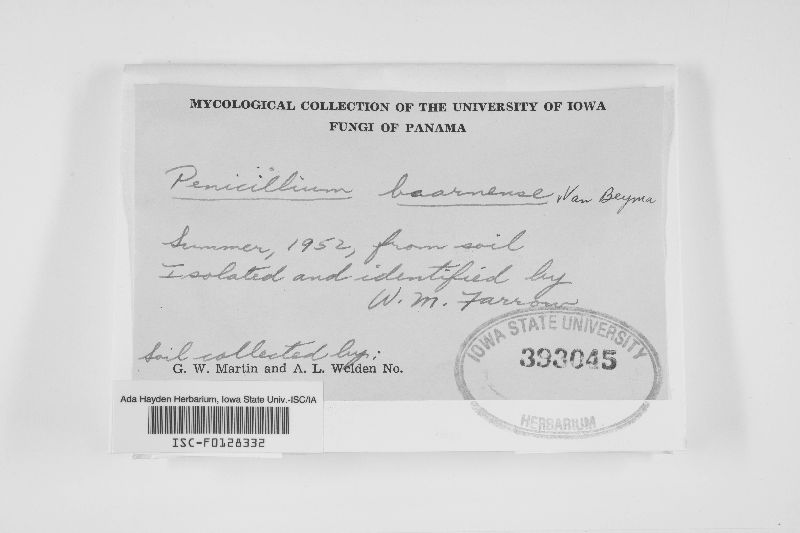 MYCOLOGICAL COLLECTION OF THE UNIVERSITY OF IOWA
FUNGI OF PANAMA
Penicillium baarnense Van Beyma
Summer, 1952, from soil
Isolated and identified by
W. M. Farrow
Soil collected by:
G. W. Martin and A. L. Welden No.
IOWA STATE UNIVERSITY
393045
HERBARIUM
Ada Hayden Herbarium, Iowa State Univ.-ISC/IA
ISC-F0128332